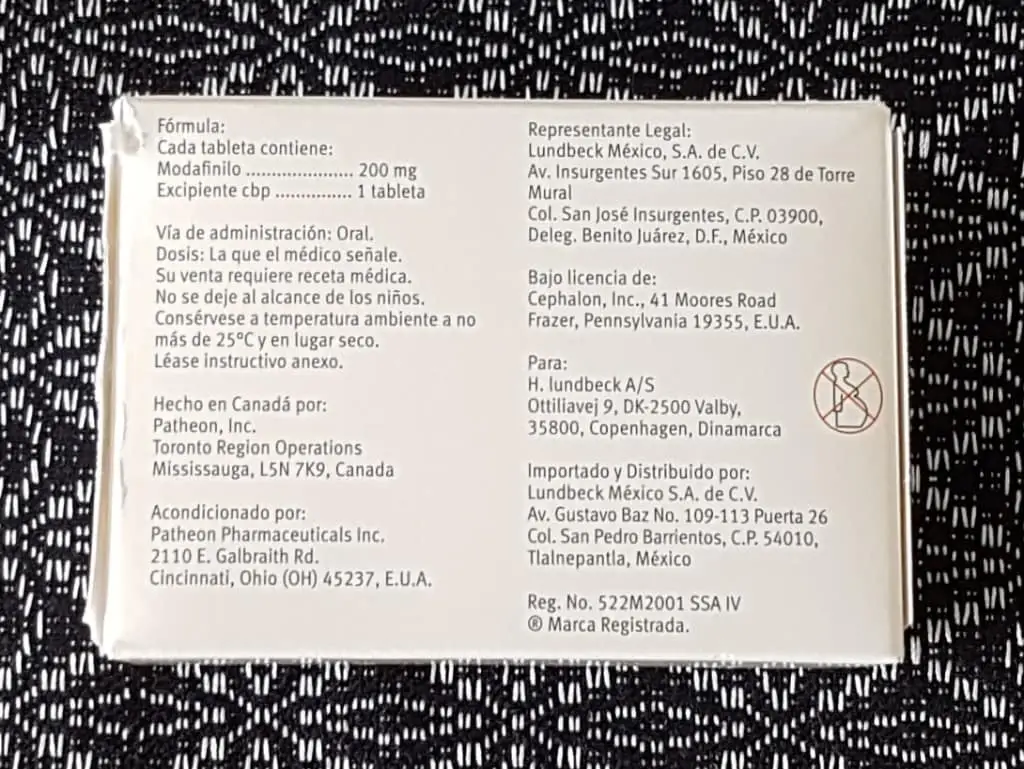 Fórmula:
Cada tableta contiene:
Modafinilo ..................... 200 mg
Excipiente cbp ............... 1 tableta
Vía de administración: Oral.
Dosis: La que el médico señale.
Su venta requiere receta médica.
No se deje al alcance de los niños.
Consérvese a temperatura ambiente a no
más de 25°C y en lugar seco.
Léase instructivo anexo.
Hecho en Canadá por:
Patheon, Inc.
Toronto Region Operations
Mississauga, L5N 7K9, Canada
Acondicionado por:
Patheon Pharmaceuticals Inc.
2110 E. Galbraith Rd.
Cincinnati, Ohio (OH) 45237, E.U.A.
Representante Legal:
Lundbeck México, S.A. de C.V.
Av. Insurgentes Sur 1605, Piso 28 de Torre
Mural
Col. San José Insurgentes, C.P. 03900,
Deleg. Benito Juárez, D.F., México
Bajo licencia de:
Cephalon, Inc., 41 Moores Road
Frazer, Pennsylvania 19355, E.U.A.
Para:
H. lundbeck A/S
Ottiliavej 9, DK-2500 Valby,
35800, Copenhagen, Dinamarca
Importado y Distribuido por:
Lundbeck México S.A. de C.V.
Av. Gustavo Baz No. 109-113 Puerta 26
Col. San Pedro Barrientos, C.P. 54010,
Tlalnepantla, México
Reg. No. 522M2001 SSA IV
® Marca Registrada.